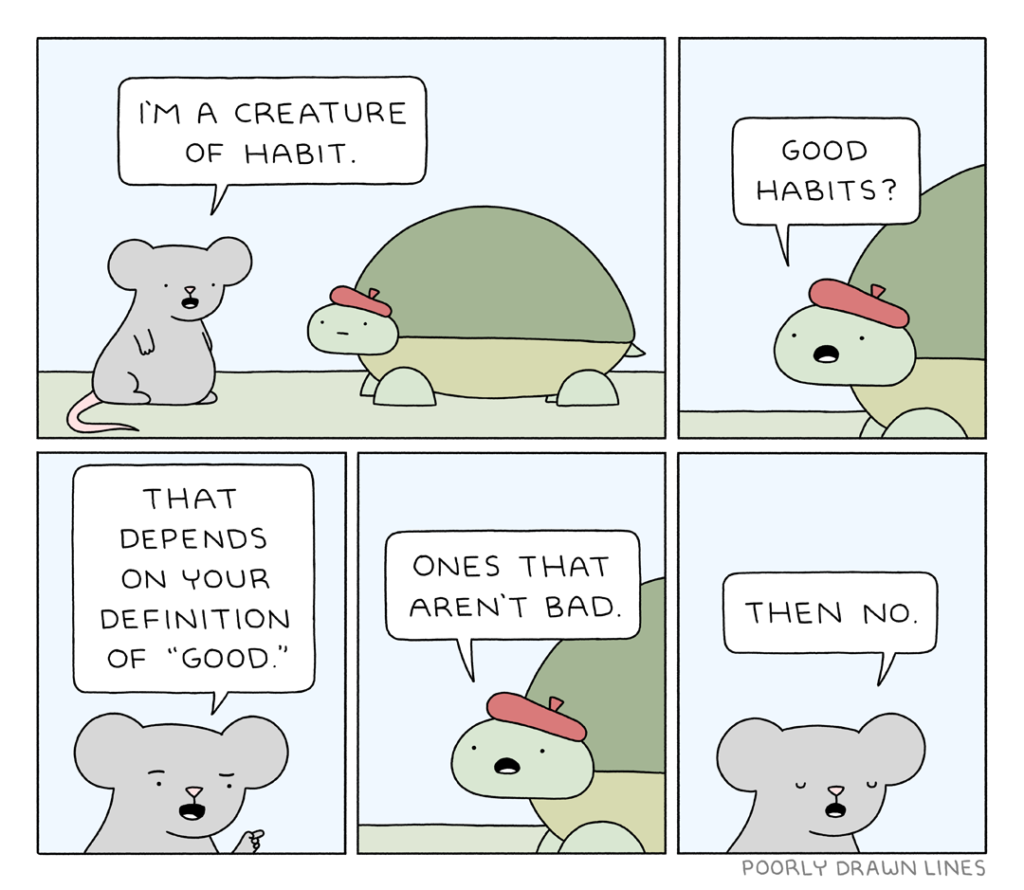 I'M A CREATURE
OF HABIT.
GOOD
HABITS?
THAT
DEPENDS
ON YOUR
DEFINITION
OF "GOOD."
ONES THAT
AREN'T BAD.
THEN NO.
POORLY DRAWN LINES